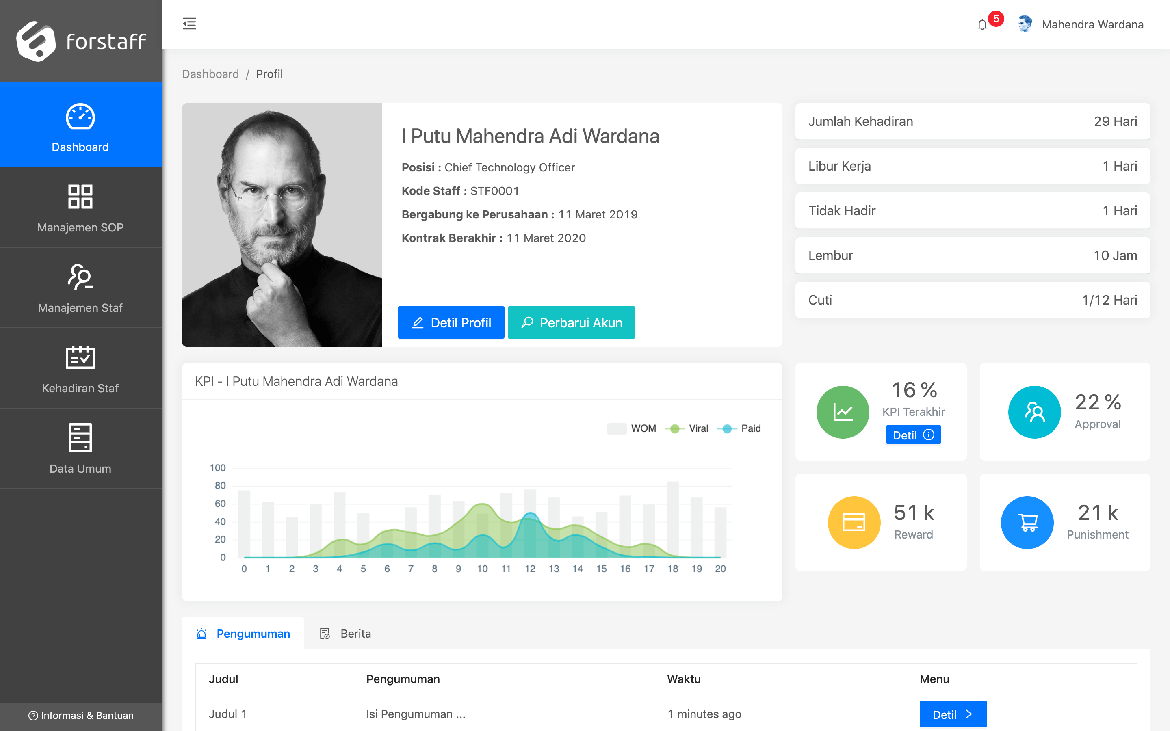 forstaff
5
Mahendra Wardana
Dashboard / Profil
Dashboard
Manajemen SOP
Manajemen Staf
Kehadiran Staf
Data Umum
Informasi & Bantuan
I Putu Mahendra Adi Wardana
Posisi : Chief Technology Officer
Kode Staff : STF0001
Bergabung ke Perusahaan : 11 Maret 2019
Kontrak Berakhir : 11 Maret 2020
Detil Profil
Perbarui Akun
Jumlah Kehadiran 29 Hari
Libur Kerja 1 Hari
Tidak Hadir 1 Hari
Lembur 10 Jam
Cuti 1/12 Hari
KPI - I Putu Mahendra Adi Wardana
WOM Viral Paid
100
80
60
40
20
0
0 1 2 3 4 5 6 7 8 9 10 11 12 13 14 15 16 17 18 19 20
16 %
KPI Terakhir
Detil
22 %
Approval
51 k
Reward
21 k
Punishment
Pengumuman Berita
Judul Pengumuman Waktu Menu
Judul 1 Isi Pengumuman ... 1 minutes ago Detil